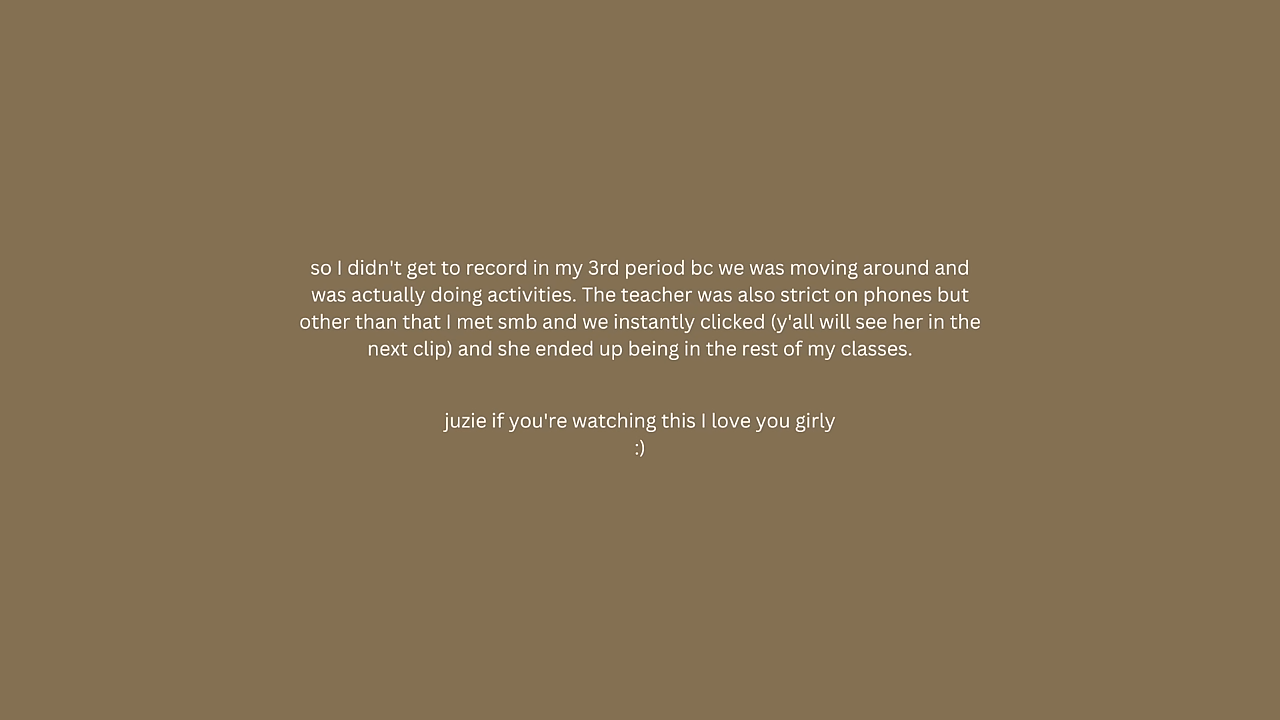 so I didn't get to record in my 3rd period bc we was moving around and
was actually doing activities. The teacher was also strict on phones but
other than that I met smb and we instantly clicked (y'all will see her in the
next clip) and she ended up being in the rest of my classes.
juzie if you're watching this I love you girly
:)